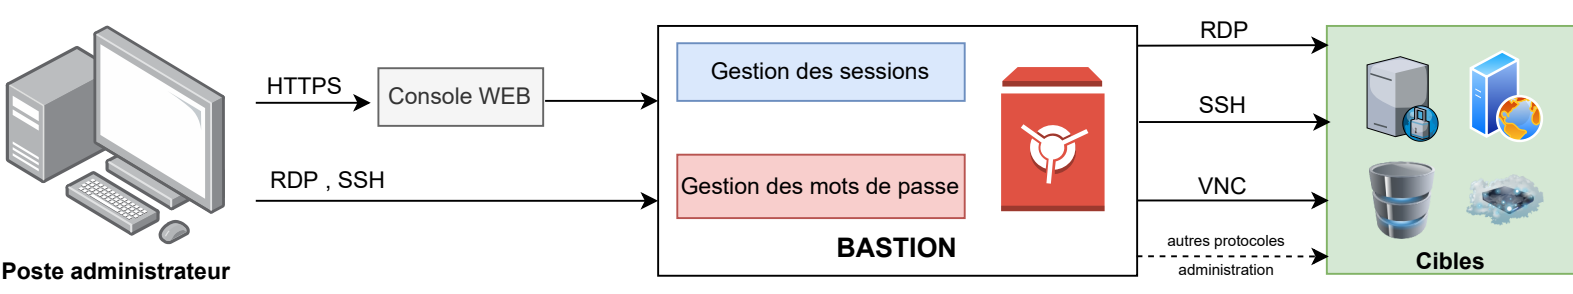 HTTPS
Console WEB
RDP , SSH
Poste administrateur
Gestion des sessions
Gestion des mots de passe
BASTION
RDP
SSH
VNC
autres protocoles
administration
Cibles